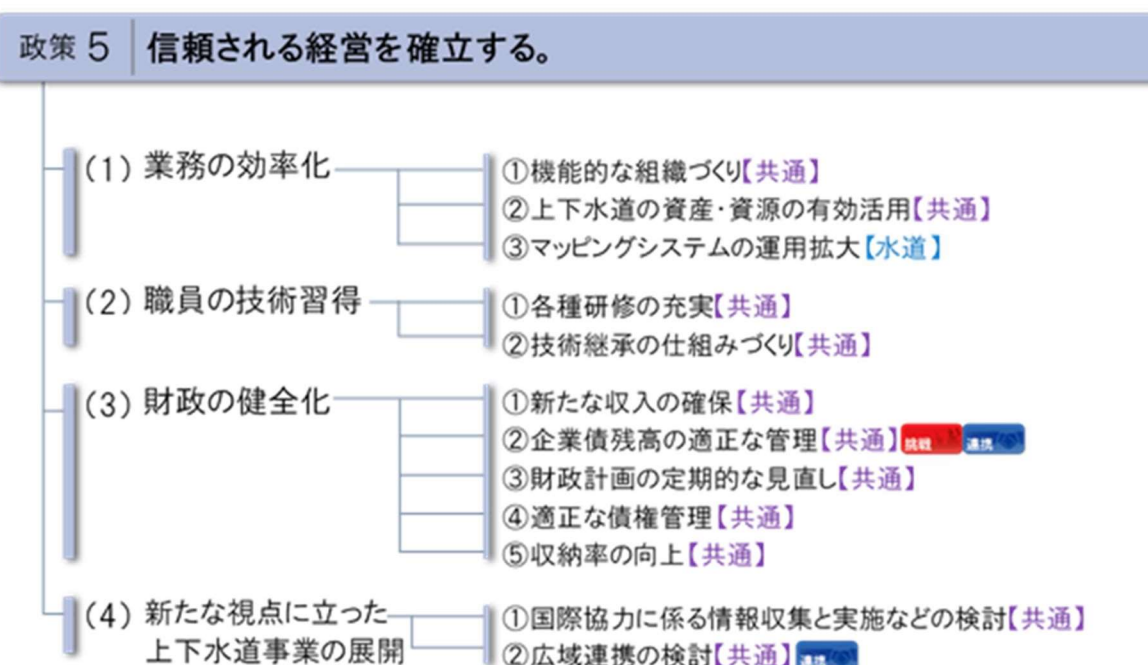 政策5 信頼される経営を確立する。
(1) 業務の効率化
①機能的な組織づくり【共通】
②上下水道の資産・資源の有効活用【共通】
③マッピングシステムの運用拡大【水道】
(2) 職員の技術習得
①各種研修の充実【共通】
②技術継承の仕組みづくり【共通】
(3) 財政の健全化
①新たな収入の確保【共通】
②企業債残高の適正な管理【共通】 挑戦 連携
③財政計画の定期的な見直し【共通】
④適正な債権管理【共通】
⑤収納率の向上【共通】
(4) 新たな視点に立った
上下水道事業の展開
①国際協力に係る情報収集と実施などの検討【共通】
②広域連携の検討【共通】 連携